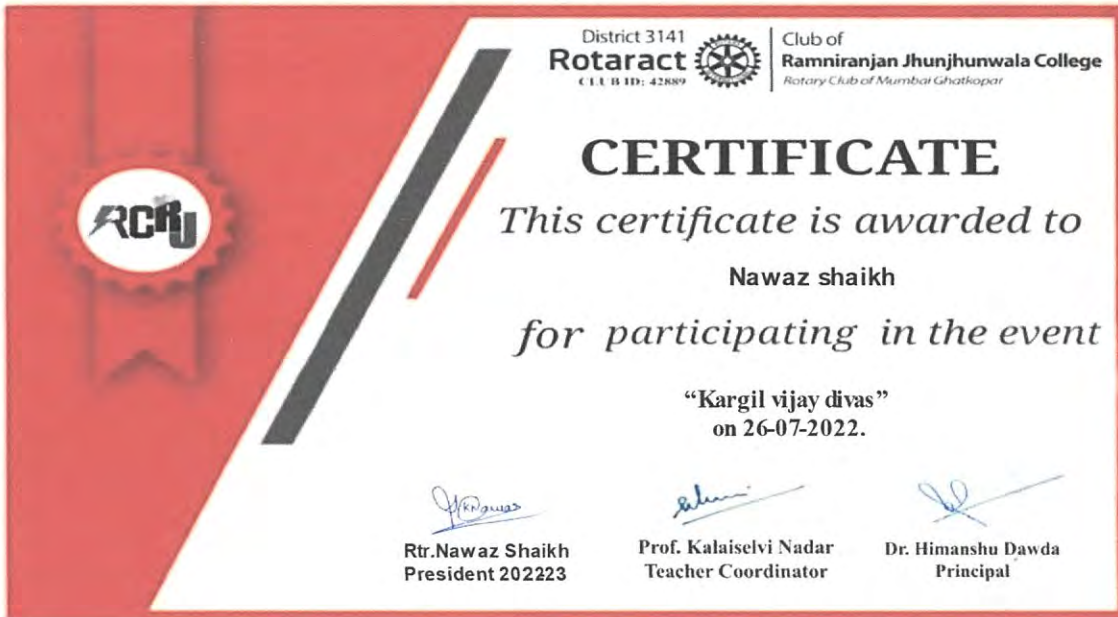 District 3141
Rotaract
CLUB ID: 42889
Club of
Ramniranjan Jhunjhunwala College
Rotary Club of Mumbai Ghatkopar
RCRJ
CERTIFICATE
This certificate is awarded to
Nawaz shaikh
for participating in the event
“Kargil vijay divas”
on 26-07-2022.
Rtr.Nawaz Shaikh
President 202223
Prof. Kalaiselvi Nadar
Teacher Coordinator
Dr. Himanshu Dawda
Principal